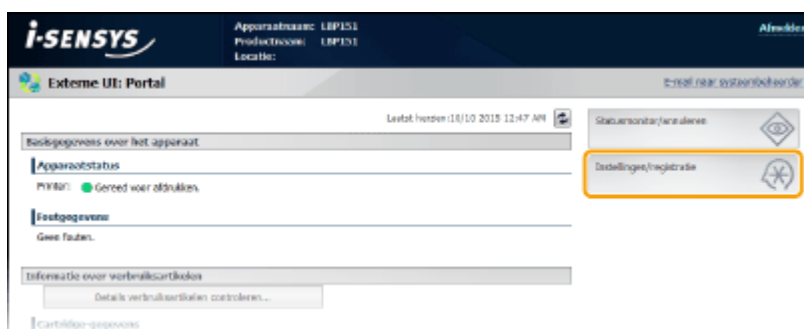 i-SENSYS
Apparaatnaam: LBP151
Productnaam: LBP151
Locatie:
Afmelden
Externe UI: Portal
E-mail naar systeembeheerder
Laatst herzien :10/10 2015 12:47 AM
Basisgegevens over het apparaat
Apparaatstatus
Printer: Gereed voor afdrukken.
Foutgegevens
Geen fouten.
Informatie over verbruiksartikelen
Details verbruiksartikelen controleren...
Cartridge-gegevens
Statusmonitor/annuleren
Instellingen/registratie